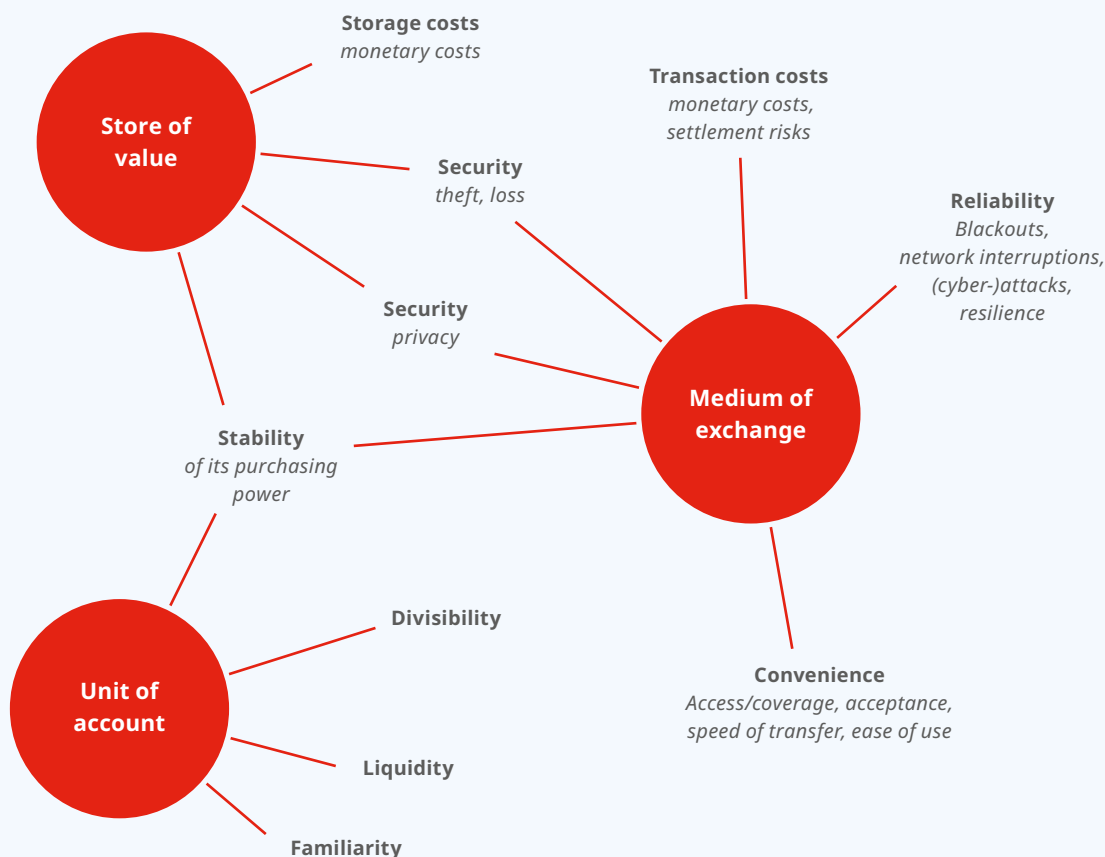 Storage costs
monetary costs
Store of
value
Security
theft, loss
Security
privacy
Transaction costs
monetary costs,
settlement risks
Reliability
Blackouts,
network interruptions,
(cyber-)attacks,
resilience
Medium of
exchange
Stability
of its purchasing
power
Convenience
Access/coverage, acceptance,
speed of transfer, ease of use
Unit of
account
Divisibility
Liquidity
Familiarity